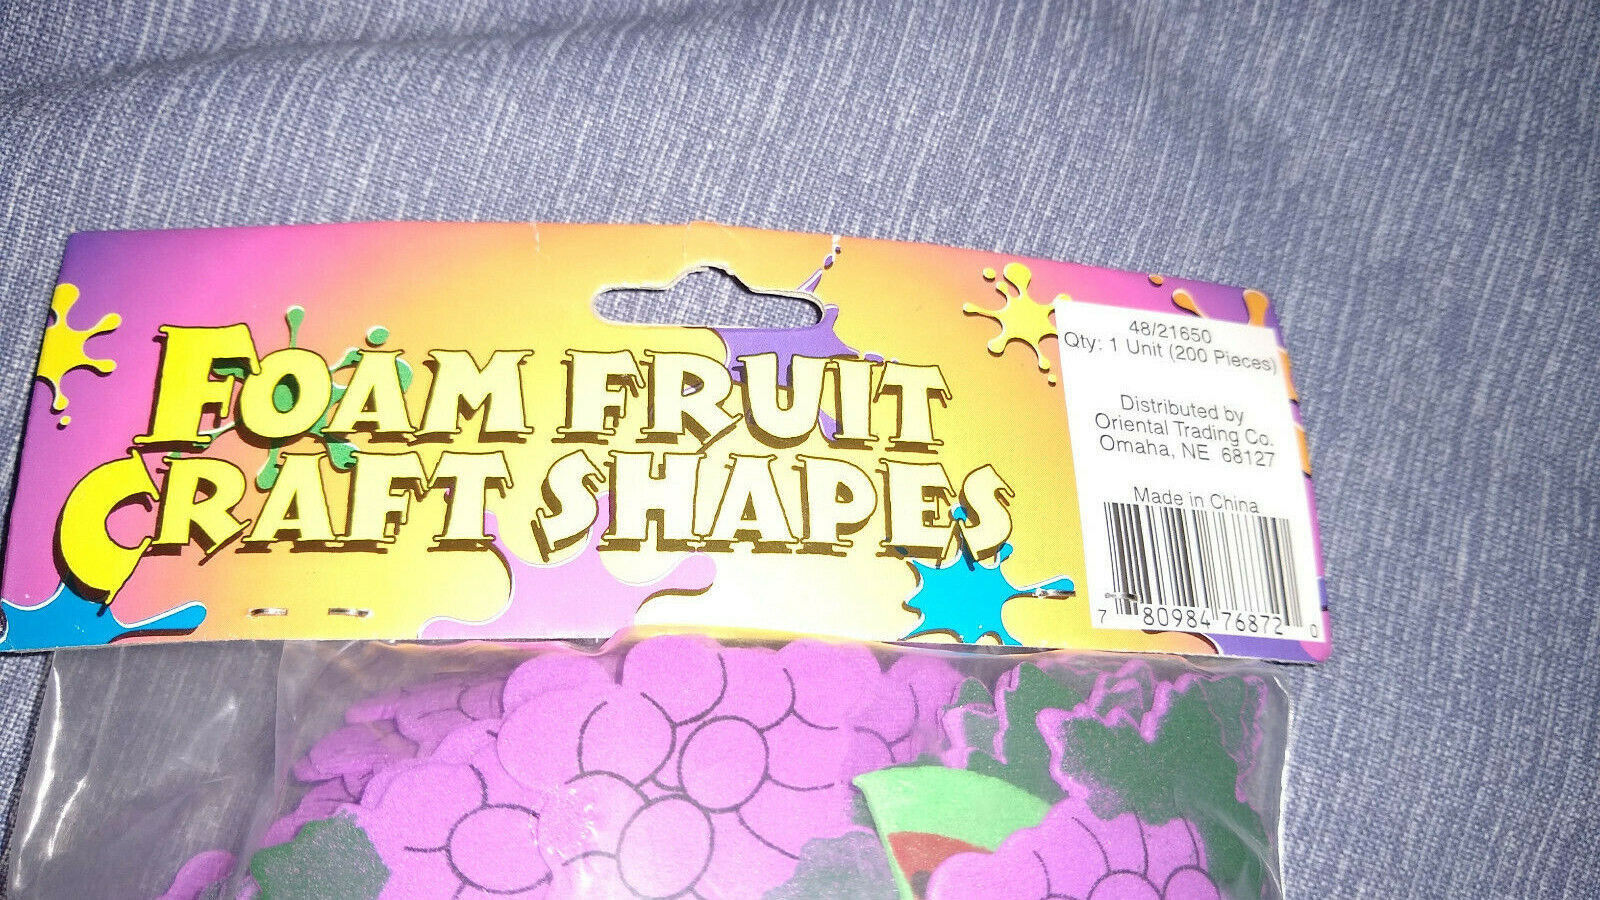 FOAM FRUIT
CRAFT SHAPES
48/21650
Qty: 1 Unit (200 Pieces)
Distributed by
Oriental Trading Co.
Omaha, NE 68127
Made in China
7 80984 76872 0